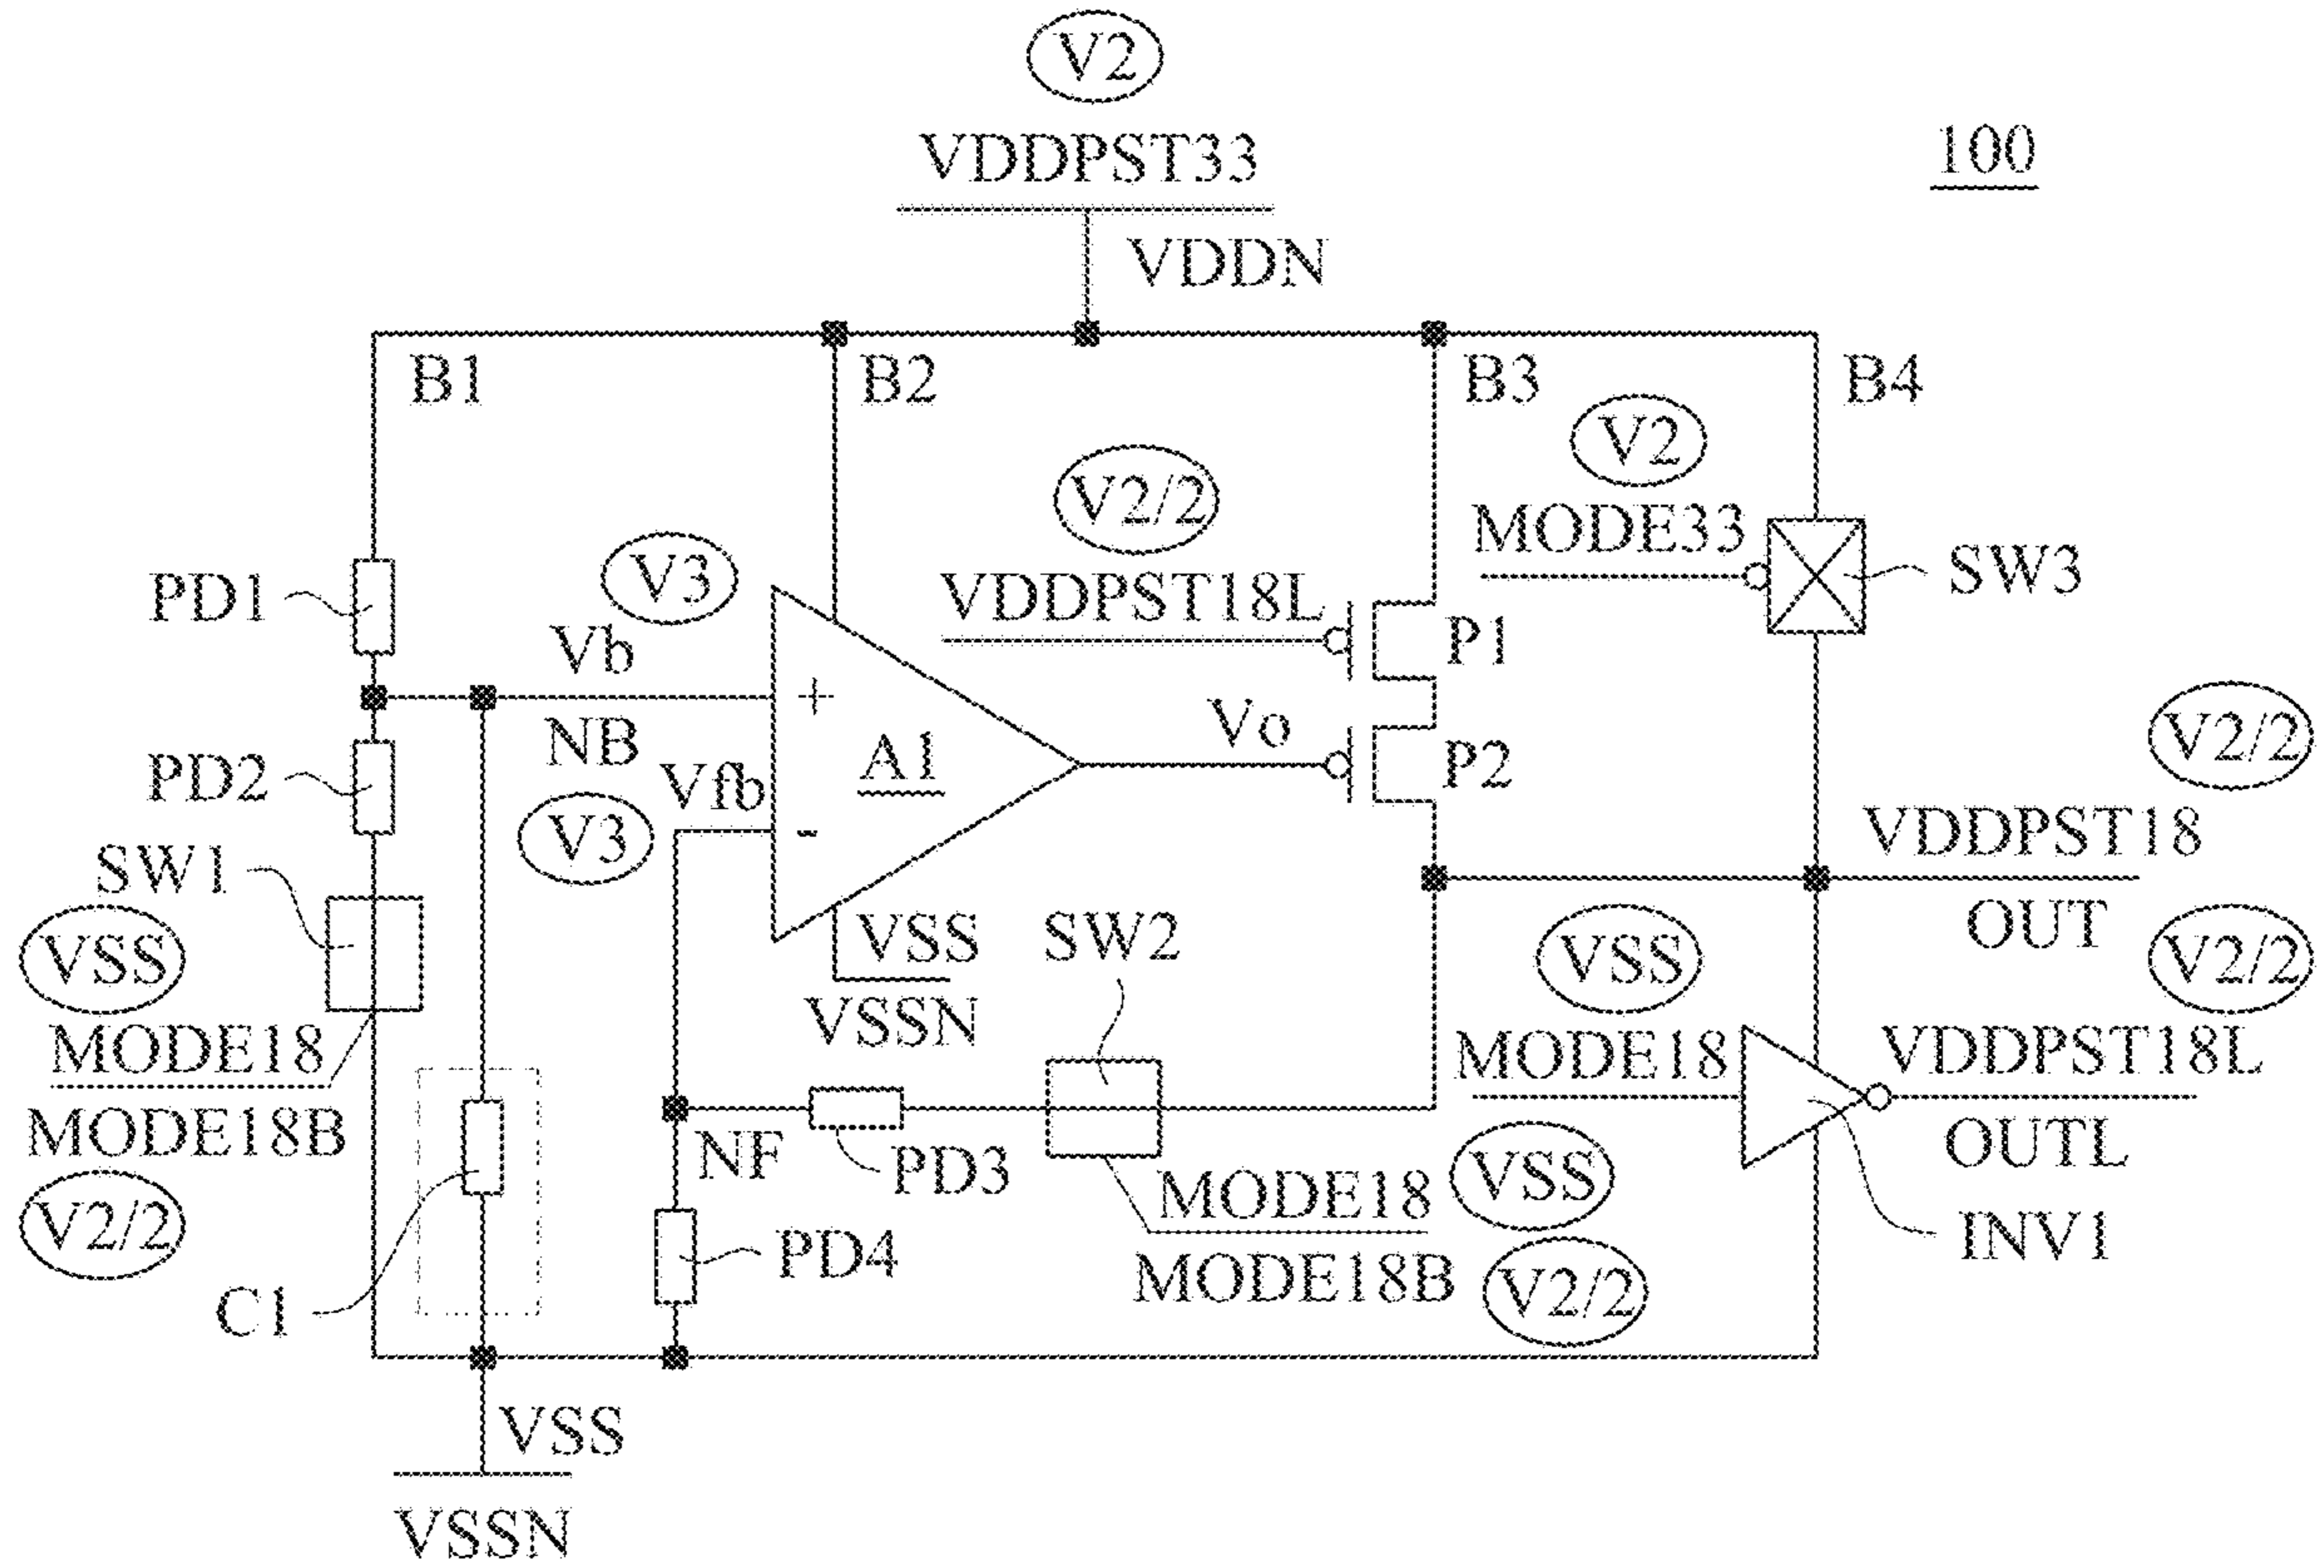 V2
VDDPST33
100
VDDN
B1
B2
B3
B4
V2
V2/2
MODE33
V3
SW3
PD1
VDDPST18L
Vb
P1
+
Vo
V2/2
NB
A1
P2
PD2
Vfb
V3
-
VDDPST18
SW1
VSS
VSS
SW2
VSS
OUT
V2/2
VSSN
MODE18
MODE18
VDDPST18L
MODE18B
NF
PD3
VSS
OUTL
V2/2
MODE18
INV1
PD4
MODE18B
V2/2
C1
VSS
VSSN